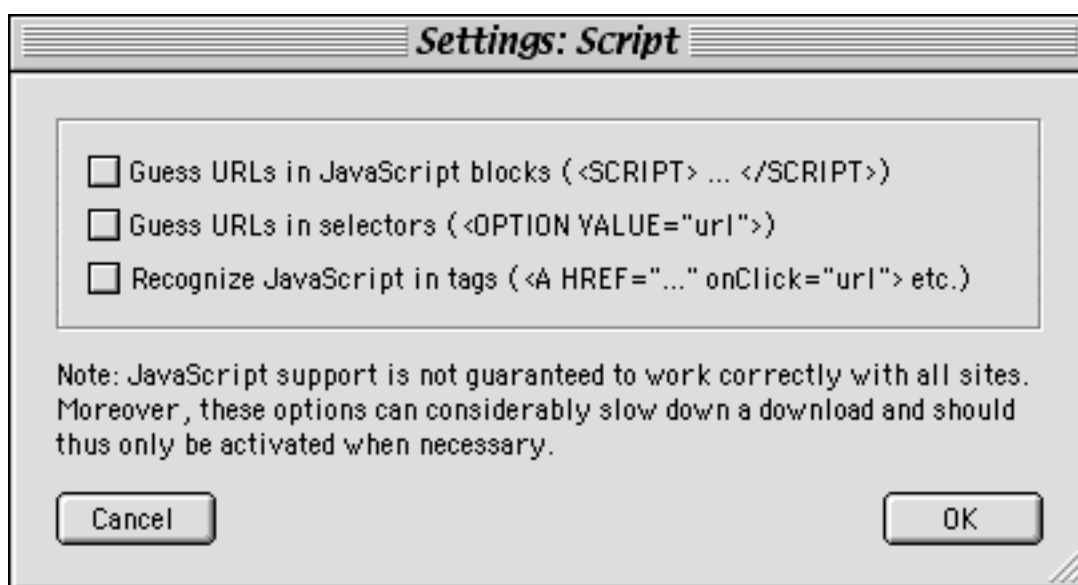 Settings: Script
Guess URLs in JavaScript blocks (<SCRIPT> ... </SCRIPT>)
Guess URLs in selectors (<OPTION VALUE="url">)
Recognize JavaScript in tags (<A HREF="..." onClick="url"> etc.)
Note: JavaScript support is not guaranteed to work correctly with all sites.
Moreover, these options can considerably slow down a download and should
thus only be activated when necessary.
Cancel
OK